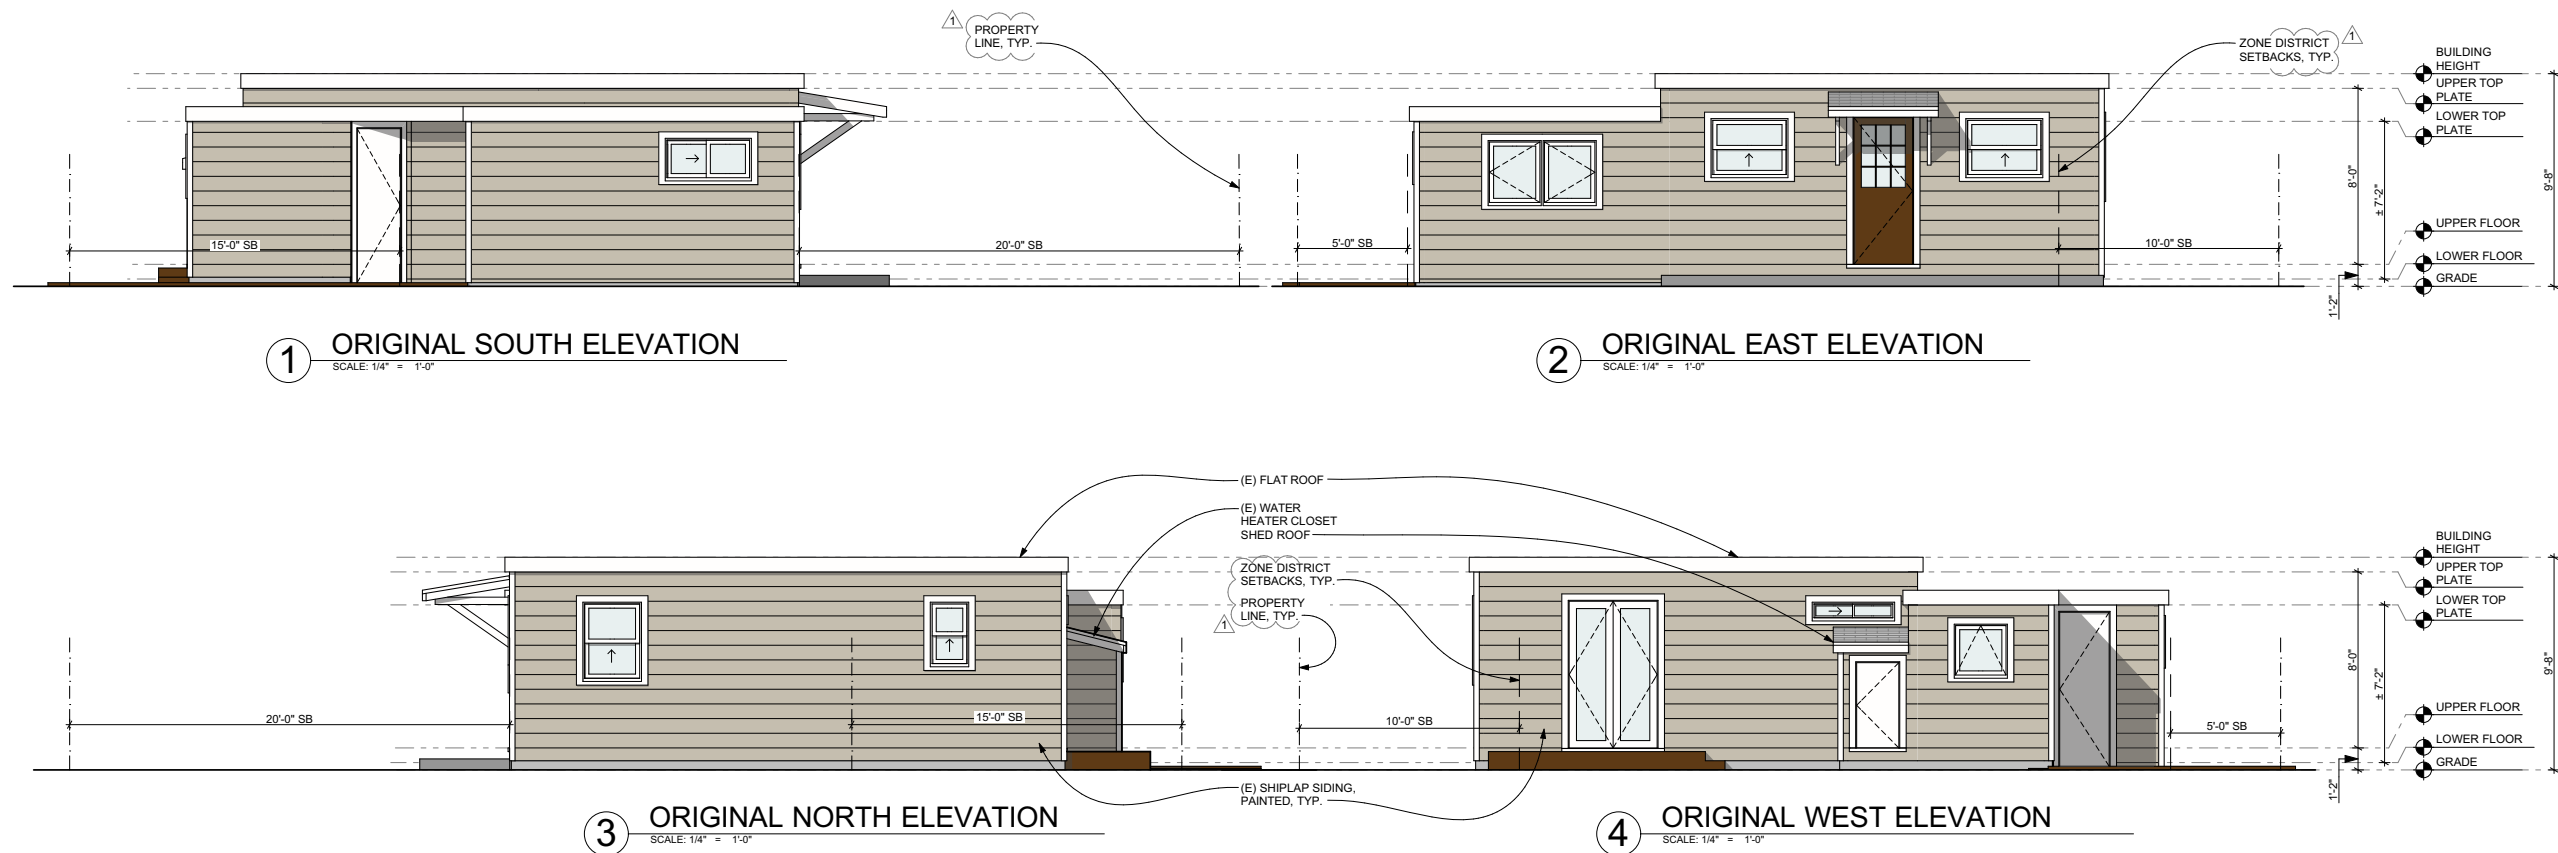 1
PROPERTY
LINE, TYP.
ZONE DISTRICT
SETBACKS, TYP.
1
BUILDING
HEIGHT
UPPER TOP
PLATE
LOWER TOP
PLATE
UPPER FLOOR
LOWER FLOOR
GRADE
8'-0"
± 7'-2"
9'-8"
1'-2"
15'-0" SB
20'-0" SB
5'-0" SB
10'-0" SB
1
ORIGINAL SOUTH ELEVATION
SCALE: 1/4" = 1'-0"
2
ORIGINAL EAST ELEVATION
SCALE: 1/4" = 1'-0"
(E) FLAT ROOF
(E) WATER
HEATER CLOSET
SHED ROOF
ZONE DISTRICT
SETBACKS, TYP.
PROPERTY
LINE, TYP.
1
BUILDING
HEIGHT
UPPER TOP
PLATE
LOWER TOP
PLATE
UPPER FLOOR
LOWER FLOOR
GRADE
8'-0"
± 7'-2"
9'-8"
1'-2"
20'-0" SB
15'-0" SB
10'-0" SB
5'-0" SB
(E) SHIPLAP SIDING,
PAINTED, TYP.
3
ORIGINAL NORTH ELEVATION
SCALE: 1/4" = 1'-0"
4
ORIGINAL WEST ELEVATION
SCALE: 1/4" = 1'-0"